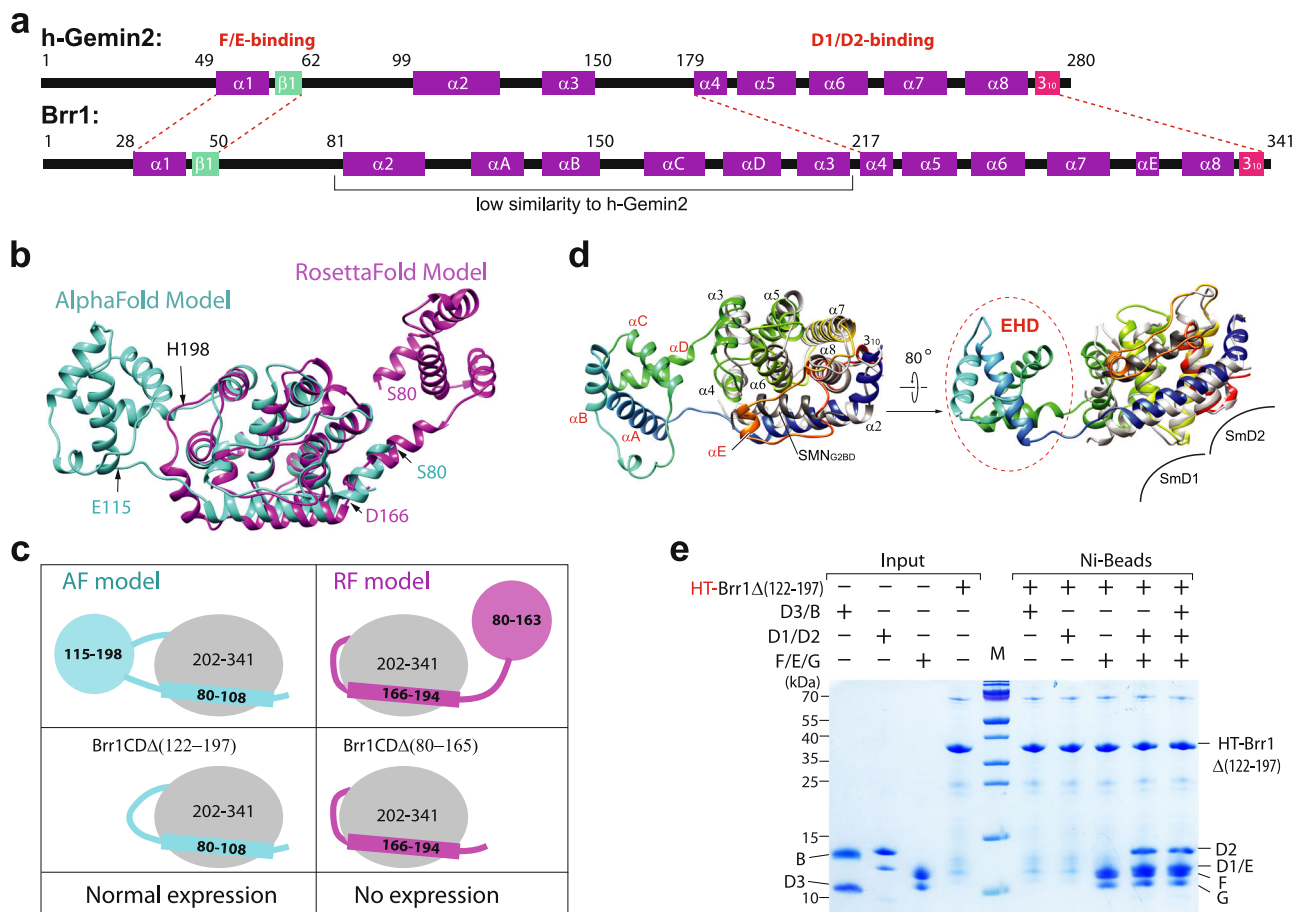 a
h-Gemin2:
F/E-binding
D1/D2-binding
1 49 62 99 150 179 280
α1 β1 α2 α3 α4 α5 α6 α7 α8 3₁₀
Brr1:
1 28 50 81 150 217 341
α1 β1 α2 αA αB αC αD α3 α4 α5 α6 α7 αE α8 3₁₀
low similarity to h-Gemin2
b
AlphaFold Model
RosettaFold Model
H198
S80
S80
E115
D166
c
AF model RF model
115-198
202-341
80-108
80-163
202-341
166-194
Brr1CDΔ(122–197) Brr1CDΔ(80–165)
202-341
80-108
202-341
166-194
Normal expression No expression
d
α3 α5 α7
αC
αD
α8 3₁₀
α4 α6
αB αA
αE
α2
SMN_G2BD
80°
EHD
SmD2
SmD1
e
Input Ni-Beads
HT-Brr1Δ(122-197) – – – + + + + + +
D3/B + – – – + – – – +
D1/D2 – + – – – + – + +
F/E/G – – + – M – – + + +
(kDa)
70
55
40
35
25
15
10
B
D3
HT-Brr1
Δ(122-197)
D2
D1/E
F
G